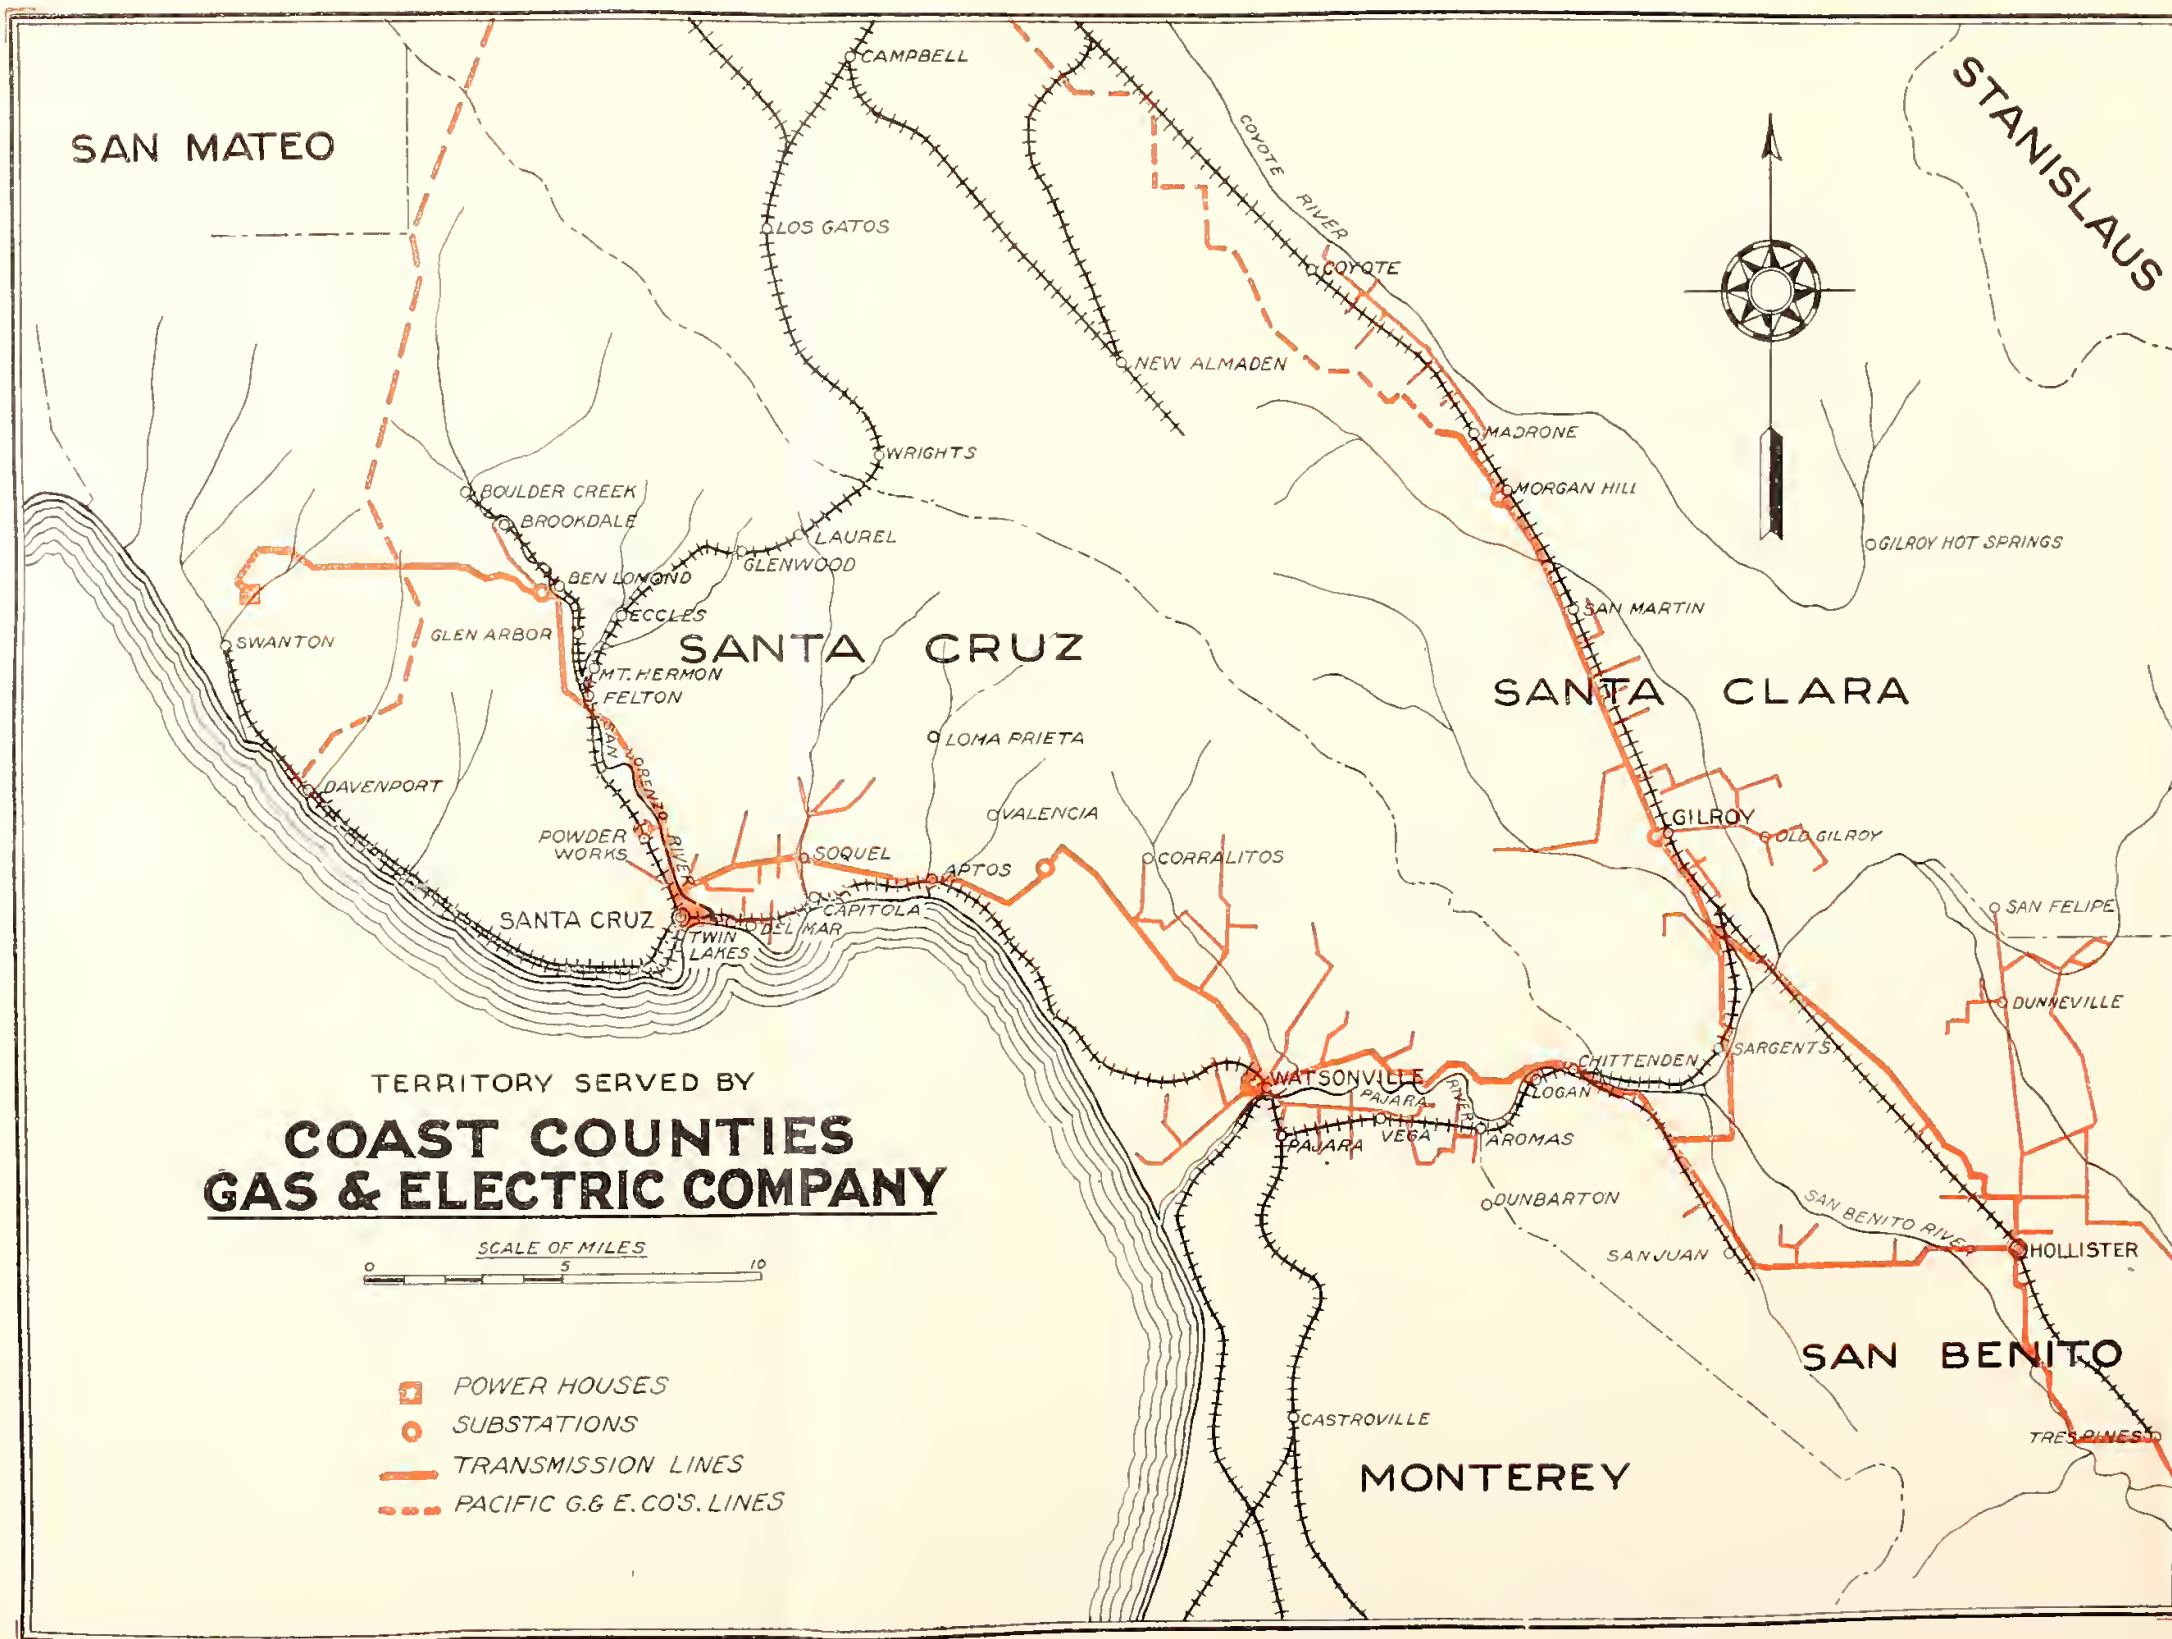 CAMPBELL
STANISLAUS
SAN MATEO
COYOTE RIVER
LOS GATOS
COYOTE
NEW ALMADEN
MADRONE
WRIGHTS
BOULDER CREEK
MORGAN HILL
BROOKDALE
LAUREL
GILROY HOT SPRINGS
GLENWOOD
BEN LOMOND
ECCLES
SAN MARTIN
GLEN ARBOR
SWANTON
SANTA CRUZ
MT. HERMON
FELTON
SANTA CLARA
SAN LORENZO RIVER
LOMA PRIETA
DAVENPORT
VALENCIA
GILROY
OLD GILROY
POWDER
WORKS
SOQUEL
CORRALITOS
APTOS
SAN FELIPE
CAPITOLA
SANTA CRUZ
DEL MAR
TWIN
LAKES
DUNNEVILLE
SARGENTS
CHITTENDEN
WATSONVILLE
LOGAN
PAJARA RIVER
VEGA
AROMAS
PAJARA
DUNBARTON
SAN BENITO RIVER
SAN JUAN
HOLLISTER
SAN BENITO
CASTROVILLE
TRES PINES
MONTEREY
TERRITORY SERVED BY
COAST COUNTIES
GAS & ELECTRIC COMPANY
SCALE OF MILES
0 5 10
POWER HOUSES
SUBSTATIONS
TRANSMISSION LINES
PACIFIC G. & E. CO'S. LINES